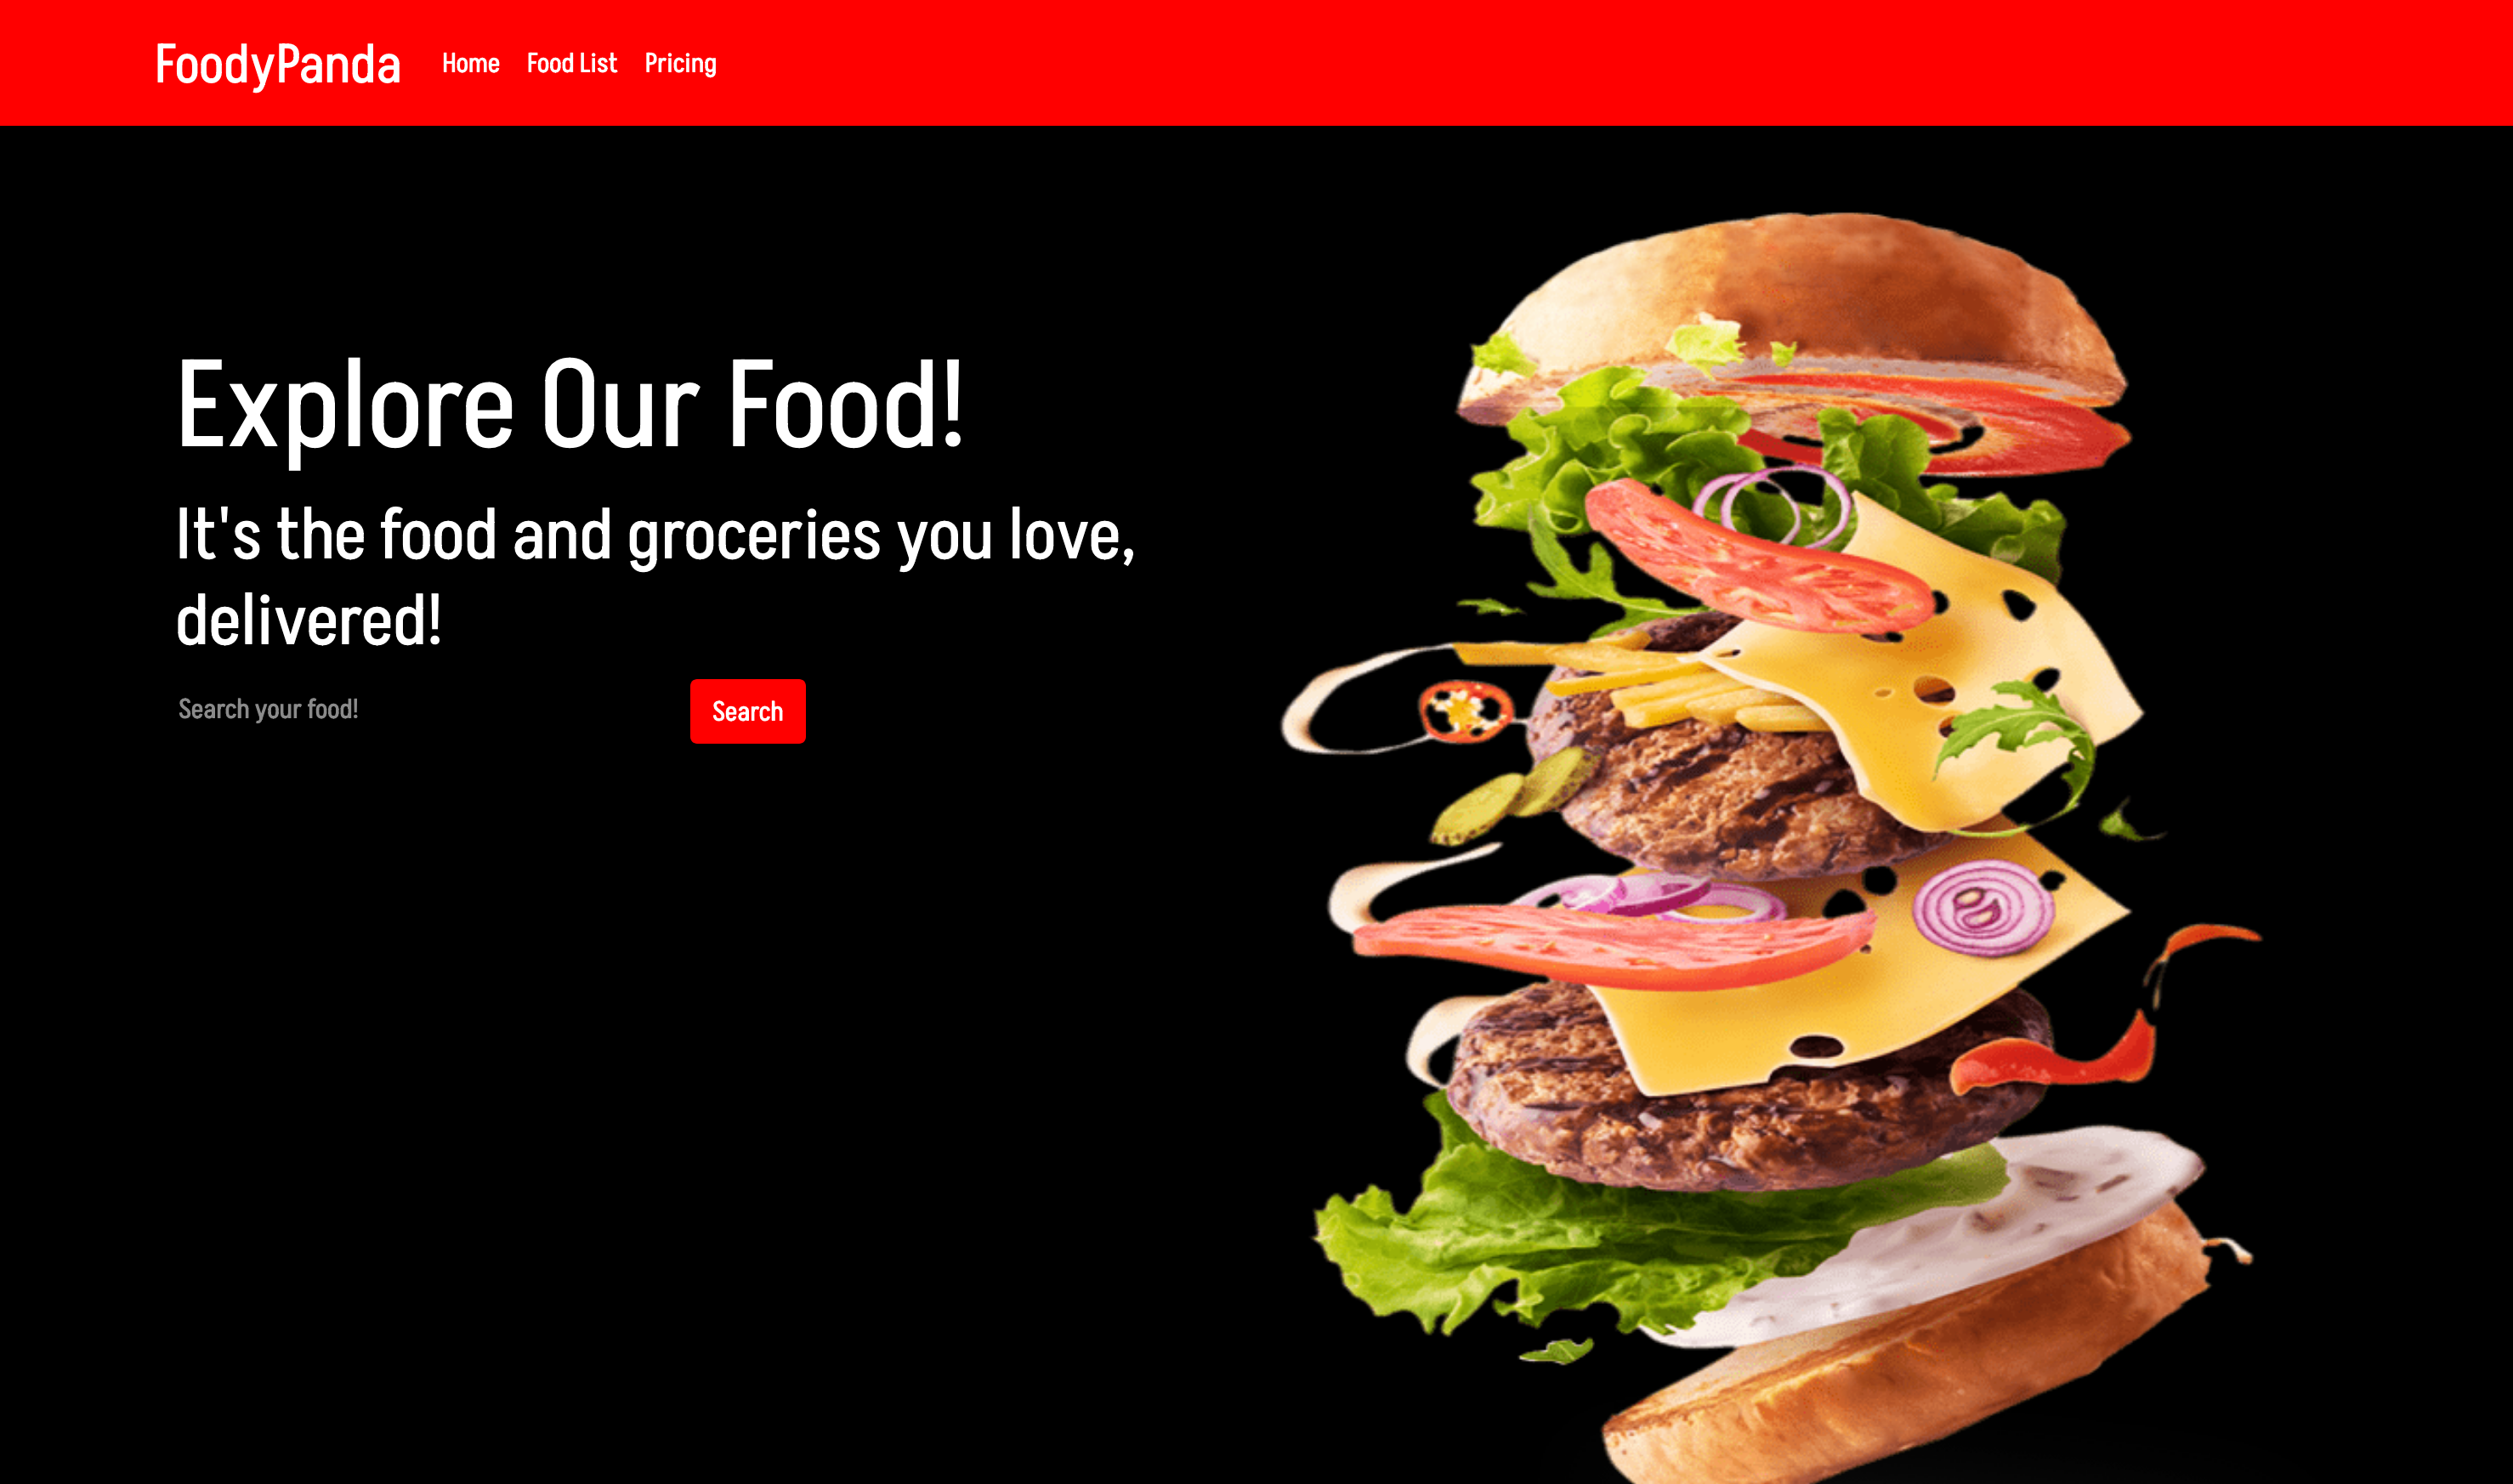 FoodyPanda
Home Food List Pricing
Explore Our Food!
It's the food and groceries you love,
delivered!
Search your food!
Search